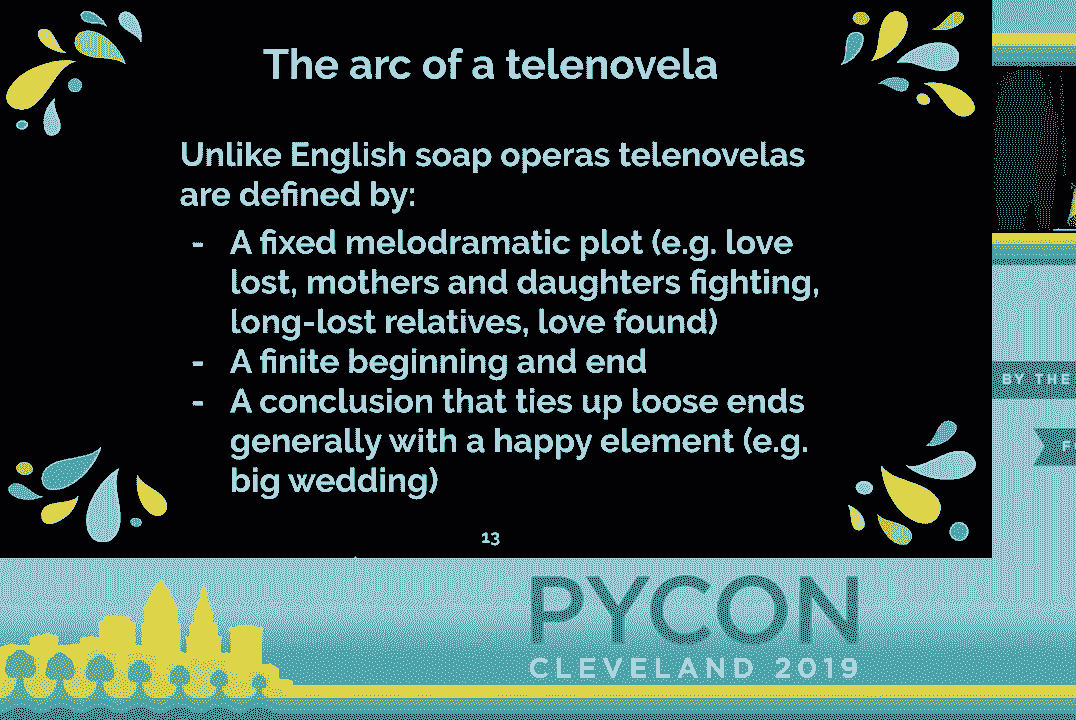 The arc of a telenovela
Unlike English soap operas telenovelas
are defined by:
- A fixed melodramatic plot (e.g. love
lost, mothers and daughters fighting,
long-lost relatives, love found)
- A finite beginning and end
- A conclusion that ties up loose ends
generally with a happy element (e.g.
big wedding)
13
BY THE
PYCON
CLEVELAND 2019